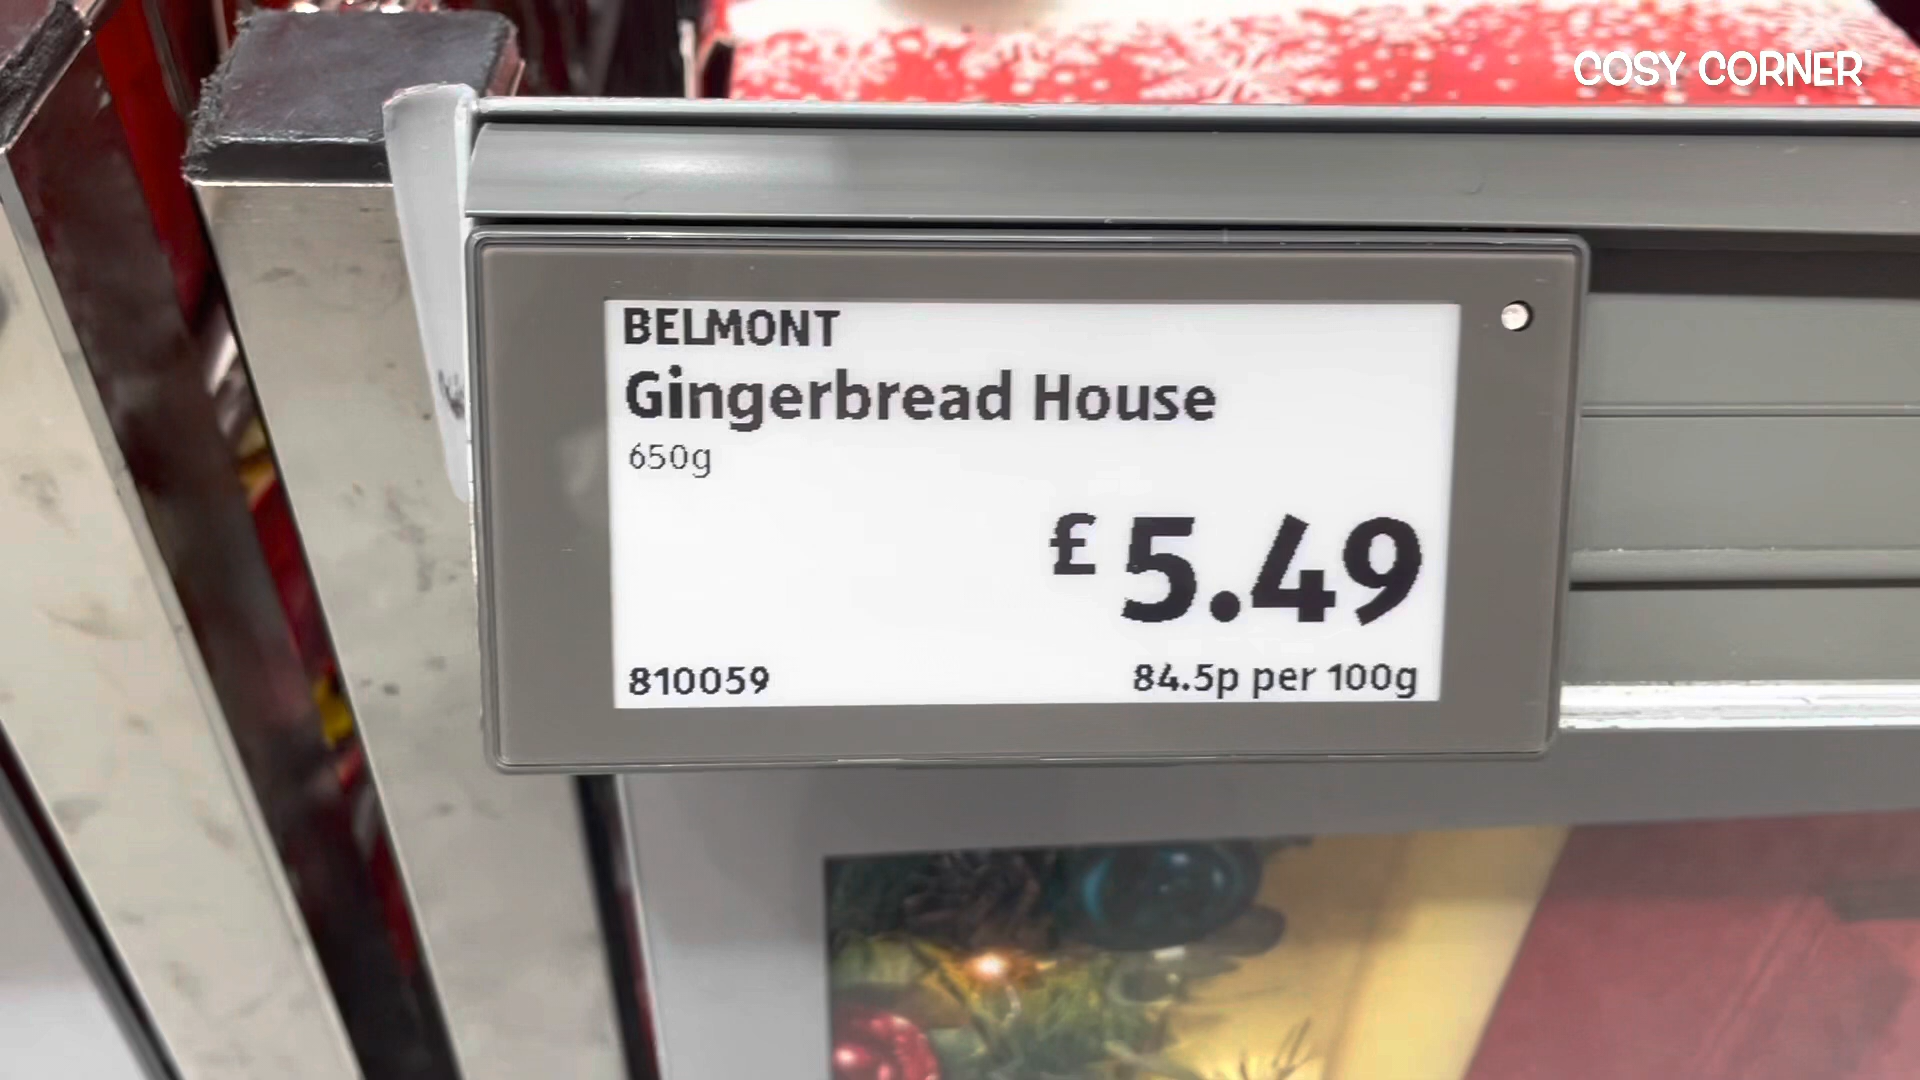 COSY CORNER
BELMONT
Gingerbread House
650g
£5.49
810059
84.5p per 100g